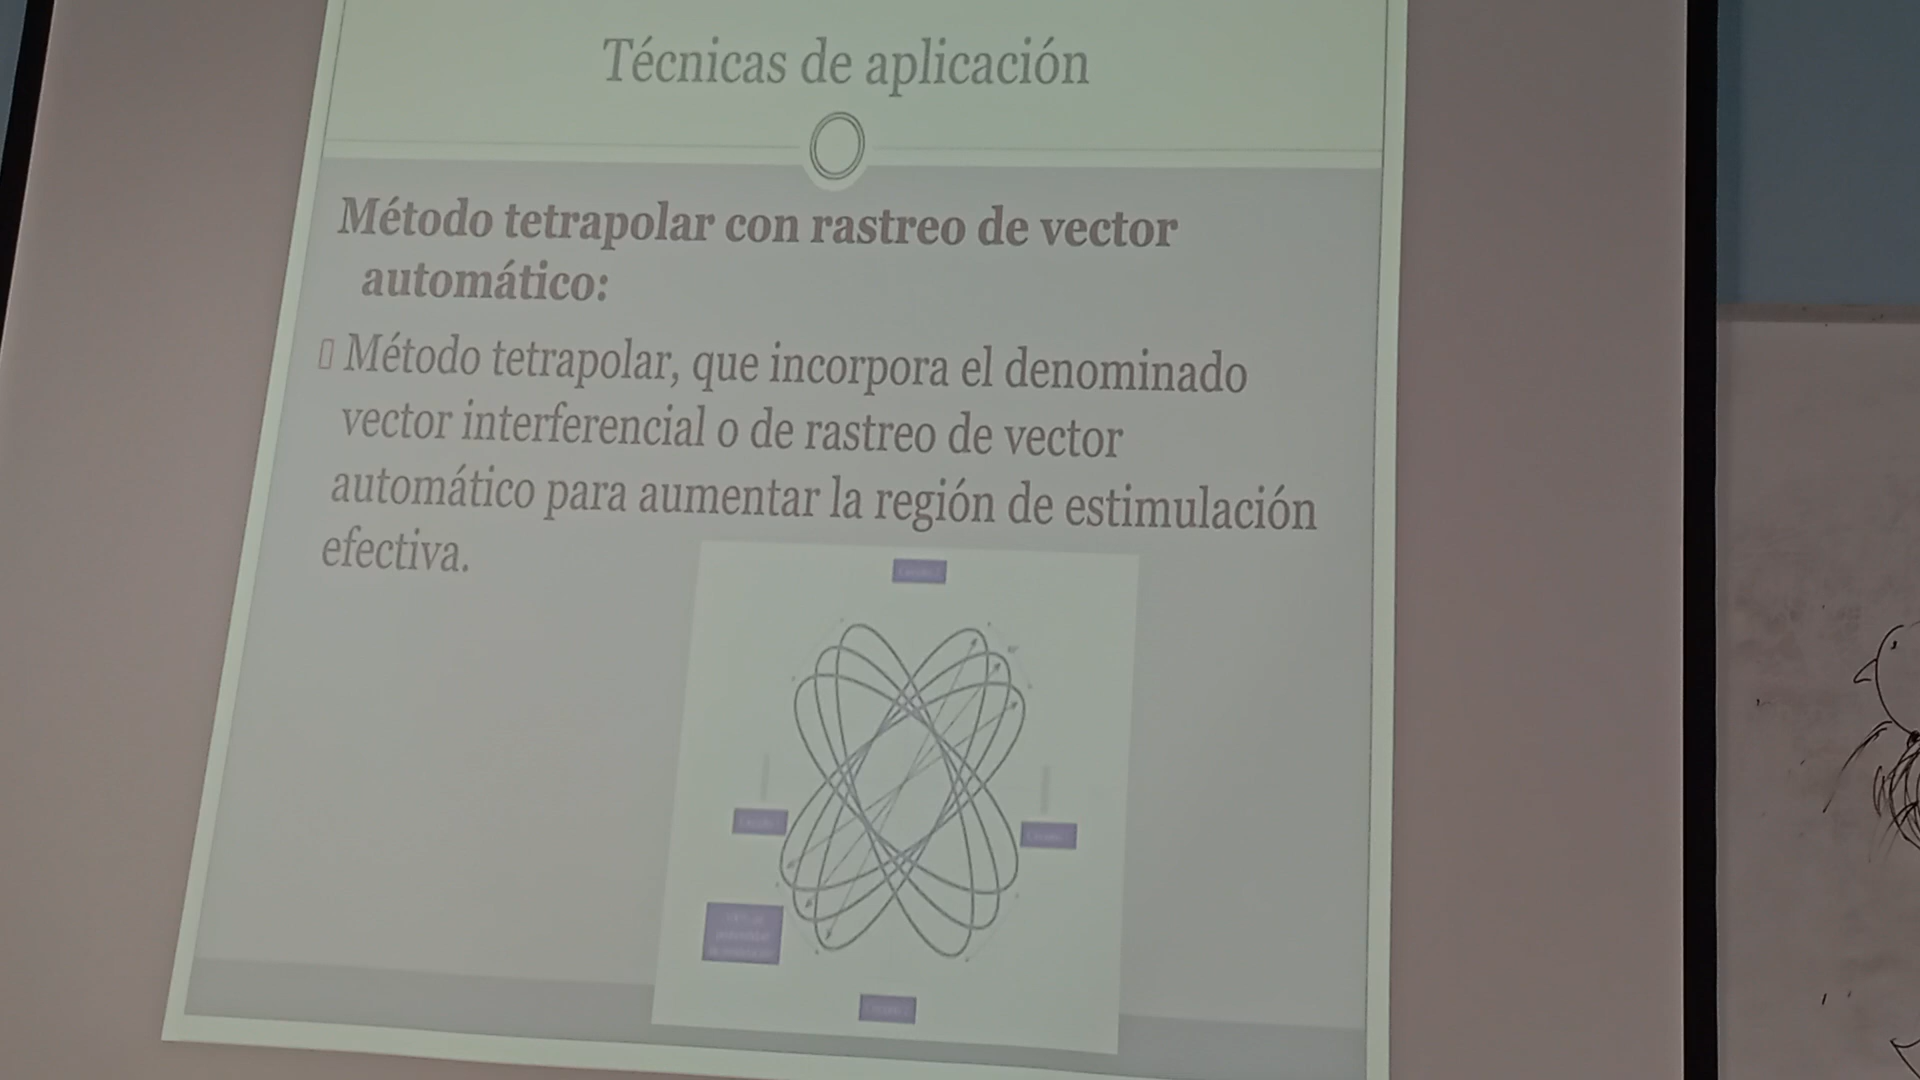 Técnicas de aplicación
Método tetrapolar con rastreo de vector
automático:
Método tetrapolar, que incorpora el denominado
vector interferencial o de rastreo de vector
automático para aumentar la región de estimulación
efectiva.